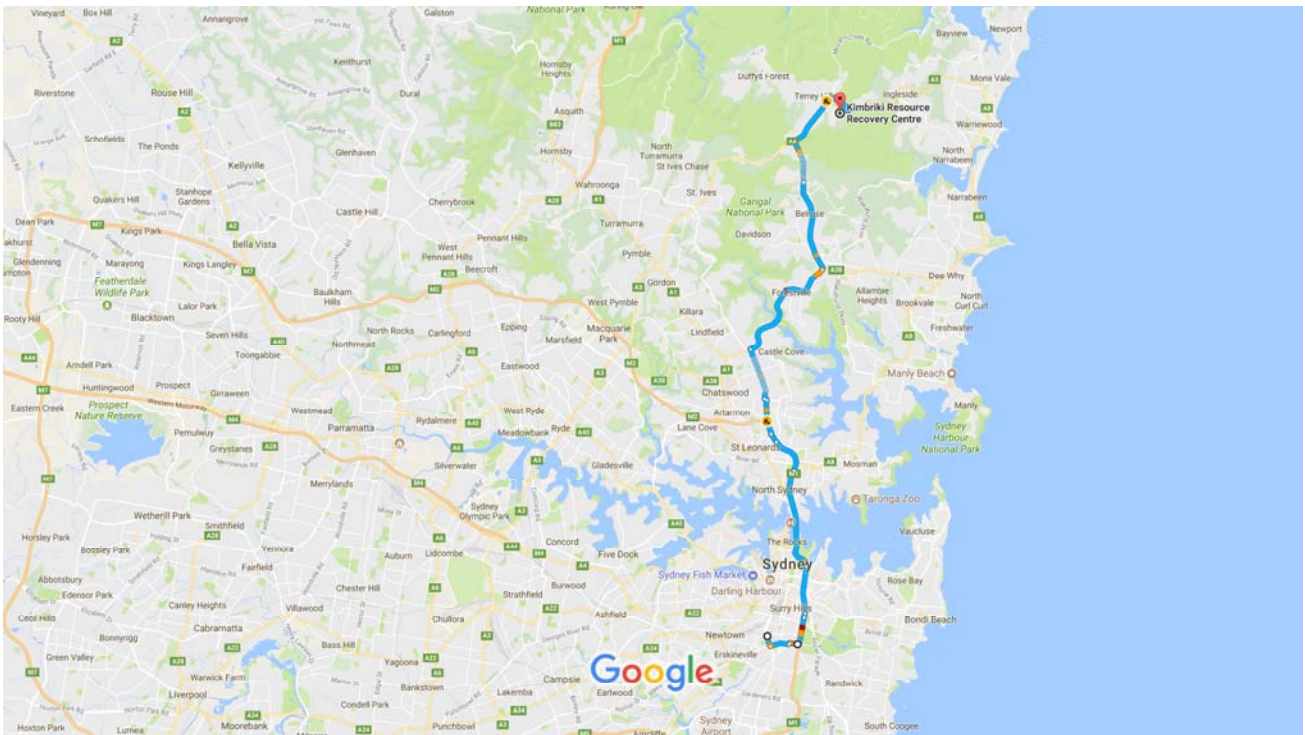 Vineyard
Box Hill
Annangrove
Galston
National Park
Bayview
Newport
Kenthurst
Hornsby
Heights
Duffys Forest
Mona Vale
Riverstone
Rouse Hill
Dural
Asquith
Terrey
Ingleside
Kimbriki Resource
Recovery Centre
Warriewood
Schofields
The Ponds
Glenhaven
Hornsby
North
Turramurra
St Ives Chase
North
Narrabeen
Kellyville
Wahroonga
St. Ives
Narrabeen
Quakers Hill
Stanhope
Gardens
Castle Hill
Cherrybrook
Garigal
National Park
Belrose
Dean Park
Kings Park
Bella Vista
Pennant Hills
Turramurra
Davidson
West
Pennant Hills
Pymble
Glendenning
Marayong
Kings Langley
Beecroft
Gordon
Dee Why
Featherdale
Wildlife Park
Baulkham
Hills
West Pymble
Forestville
Allambie
Heights
Brookvale
North
Curl Curl
Rooty Hill
Lalor Park
Blacktown
Killara
Seven Hills
North Rocks
Carlingford
Epping
Macquarie
Park
Lindfield
Freshwater
Toongabbie
Northmead
Marsfield
Castle Cove
Arndell Park
Eastwood
Manly Beach
Huntingwood
Prospect
Girraween
Chatswood
Eastern Creek
Prospect
Nature Reserve
Western Motorway
Westmead
Rydalmere
West Ryde
Artarmon
Manly
Pemulwuy
Parramatta
Meadowbank
Ryde
Lane Cove
Sydney
Harbour
National Park
Greystanes
St Leonards
Silverwater
Gladesville
Mosman
Merrylands
North Sydney
Taronga Zoo
Wetherill Park
Smithfield
Sydney
Olympic Park
Concord
The Rocks
Vaucluse
Horsley Park
Bossley Park
Yennora
Auburn
Lidcombe
Five Dock
Sydney
Abbotsbury
Fairfield
Sydney Fish Market
Rose Bay
Edensor Park
Chester Hill
Burwood
Darling Harbour
Canley Heights
Strathfield
Surry Hills
Cecil Hills
Villawood
Chullora
Ashfield
Bondi Beach
Bonnyrigg
Cabramatta
Bass Hill
Newtown
Green Valley
Yagoona
Erskineville
Warwick Farm
Campsie
Google
Randwick
Liverpool
Bankstown
Lakemba
Earlwood
Condell Park
Hoxton Park
Lurnea
Moorebank
Punchbowl
Sydney
Airport
South Coogee